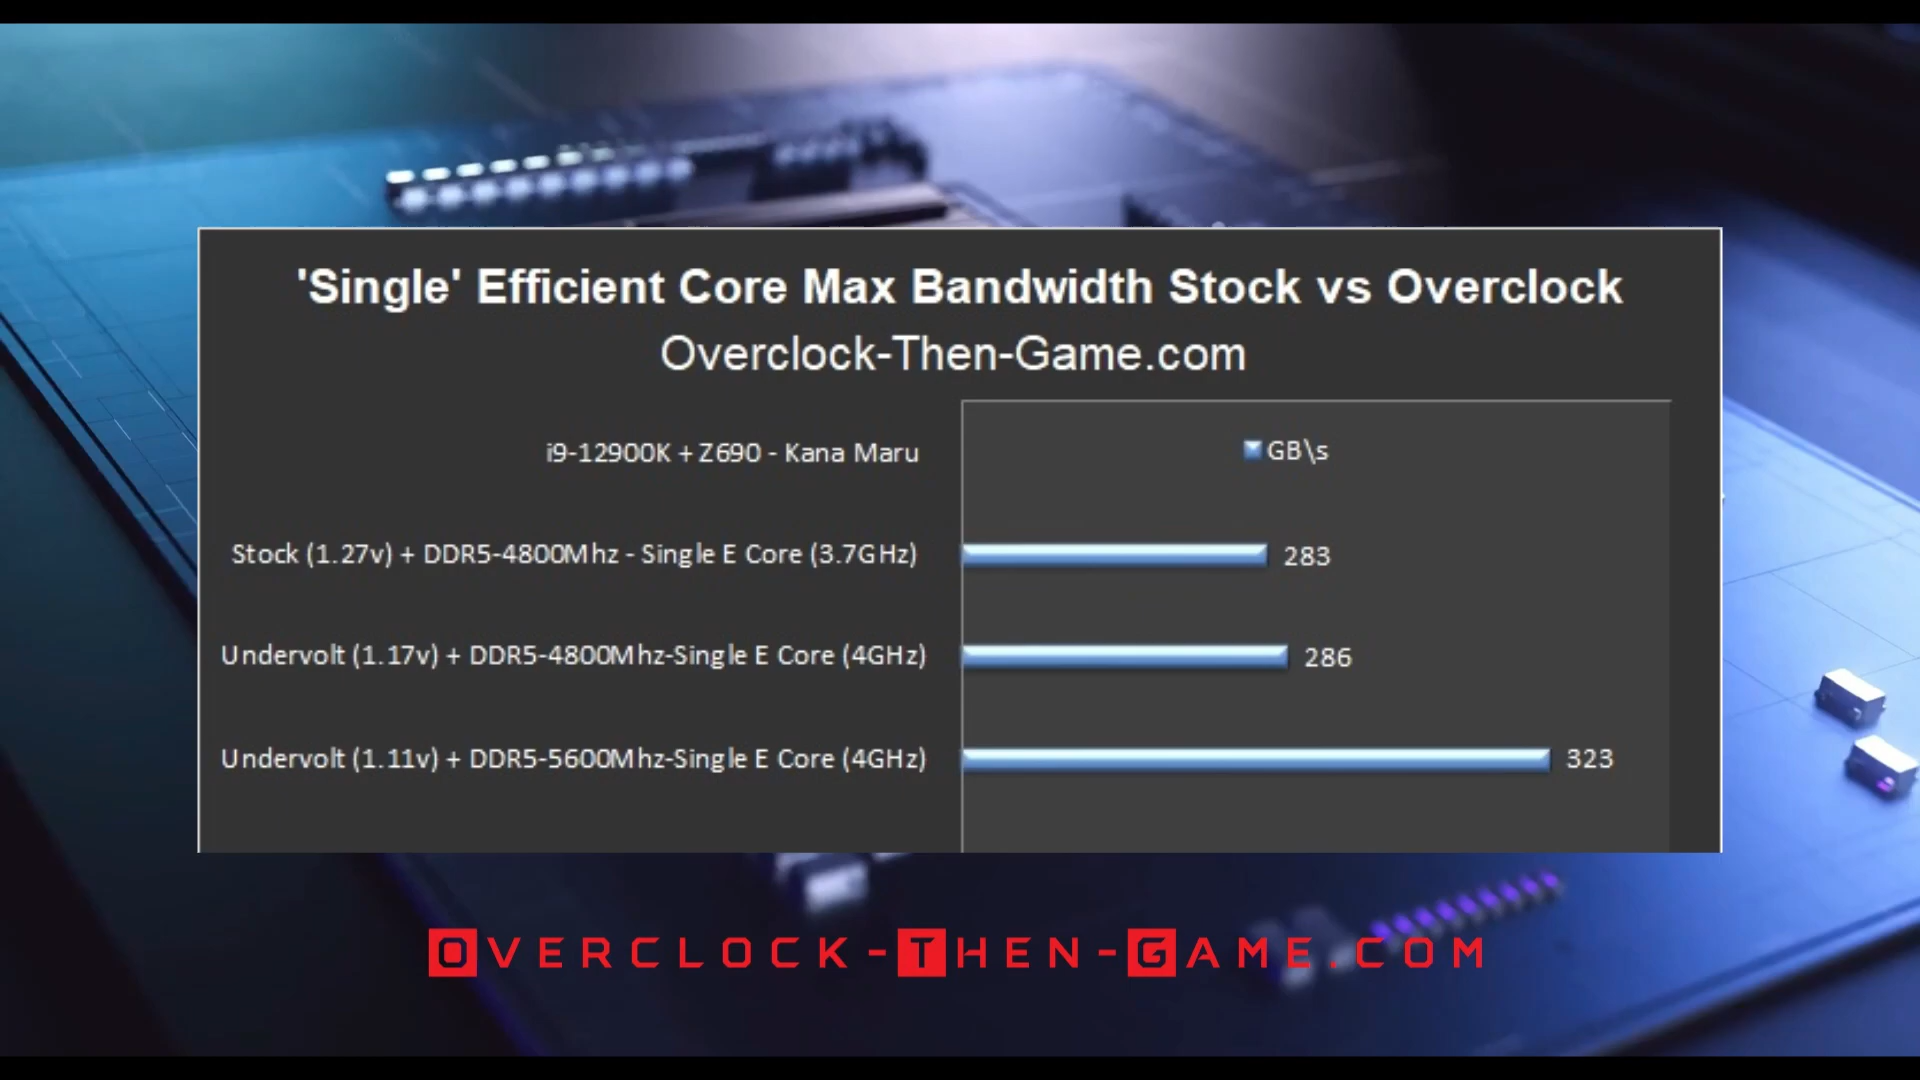 'Single' Efficient Core Max Bandwidth Stock vs Overclock
Overclock-Then-Game.com
i9-12900K + Z690 - Kana Maru
GB\s
Stock (1.27v) + DDR5-4800Mhz - Single E Core (3.7GHz)
283
Undervolt (1.17v) + DDR5-4800Mhz-Single E Core (4GHz)
286
Undervolt (1.11v) + DDR5-5600Mhz-Single E Core (4GHz)
323
OVERCLOCK-THEN-GAME.COM